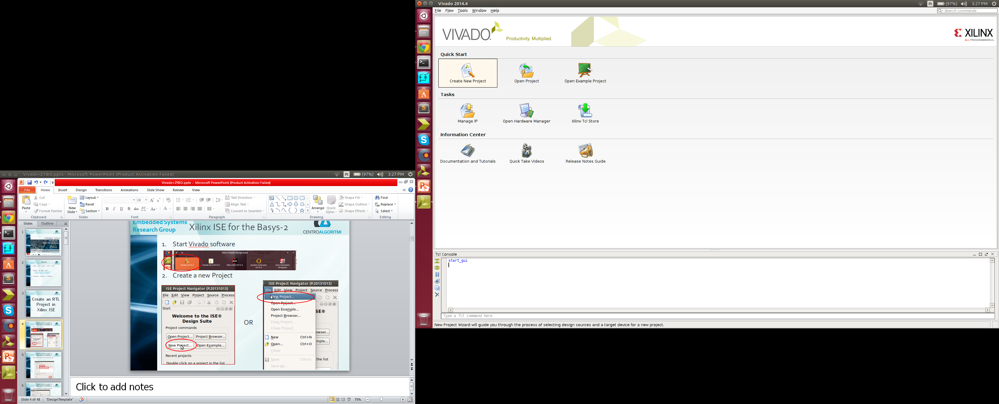 Vivado+ZYBO.pptx - Microsoft PowerPoint (Product Activation Failed)
Pt
(97%)
3:27 PM
Vivado+ZYBO.pptx - Microsoft PowerPoint (Product Activation Failed)
File Home Insert Design Transitions Animations Slide Show Review View
Paste
Cut
Copy
Format Painter
Clipboard
New Slide
Layout
Reset
Section
Slides
18
B I U S abc AV Aa A
Font
Text Direction
Align Text
Convert to SmartArt
Paragraph
Arrange
Quick Styles
Shape Fill
Shape Outline
Shape Effects
Drawing
Find
Replace
Select
Editing
Slides Outline
1
2
Agenda
3
Create an RTL
Project in
Xilinx ISE
4
5
6
Embedded Systems
Research Group
Xilinx ISE for the Basys-2
CENTROALGORITMI
1. Start Vivado software
Xilinx Vivado Design Suite
Vivado 2014.4
Vivado HLS 2014.4
SDK
Xilinx SDK 2014.4
System Generator
2014.4
Documentation
Navigator
2. Create a new Project
ISE Project Navigator (P.20131013)
File Edit View Project Source Process
Start
Welcome to the ISE®
Design Suite
Project commands
Open Project... Project Browser...
New Project... Open Example...
Recent projects
Double click on a project in the list
OR
ISE Project Navigator (P.20131013)
File Edit View Project Source Process
New Project...
Open Project...
Open Example...
Project Browser...
Copy Project...
Close Project
New Ctrl+N
Open... Ctrl+O
Close
Save Ctrl+S
Save As...
SE®
owser...
mple...
the list
Click to add notes
Slide 4 of 48 "DesignTemplate" 75%
Vivado 2014.4
Pt
(97%)
3:27 PM
File Flow Tools Window Help
Search commands
VIVADO
Productivity. Multiplied.
XILINX
ALL PROGRAMMABLE
Quick Start
Create New Project
Open Project
Open Example Project
Tasks
Manage IP
Open Hardware Manager
Xilinx Tcl Store
Information Center
Documentation and Tutorials
Quick Take Videos
Release Notes Guide
Tcl Console
start_gui
Type a Tcl command here
New Project Wizard will guide you through the process of selecting design sources and a target device for a new project.